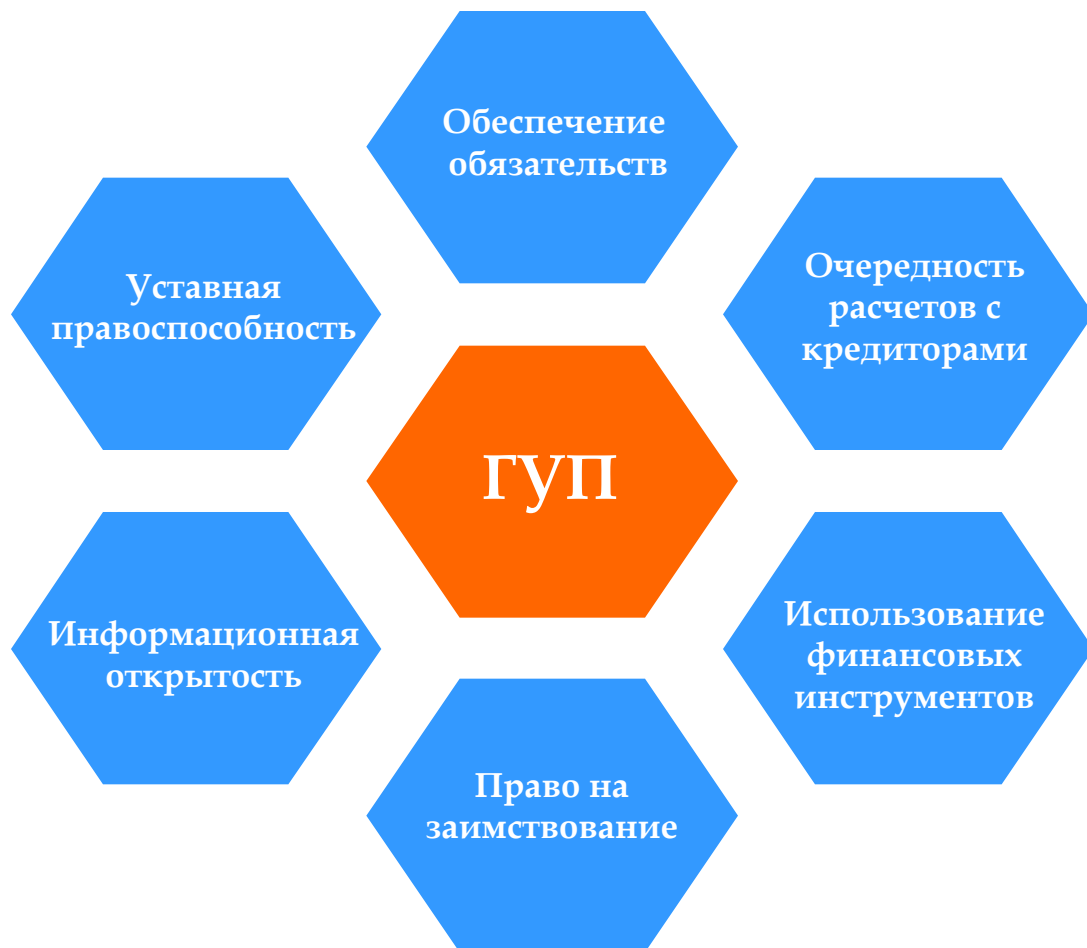 Обеспечение
обязательств
Очередность
расчетов с
кредиторами
Уставная
правоспособность
гуп
Информационная
открытость
Использование
финансовых
инструментов
Право на
заимствование